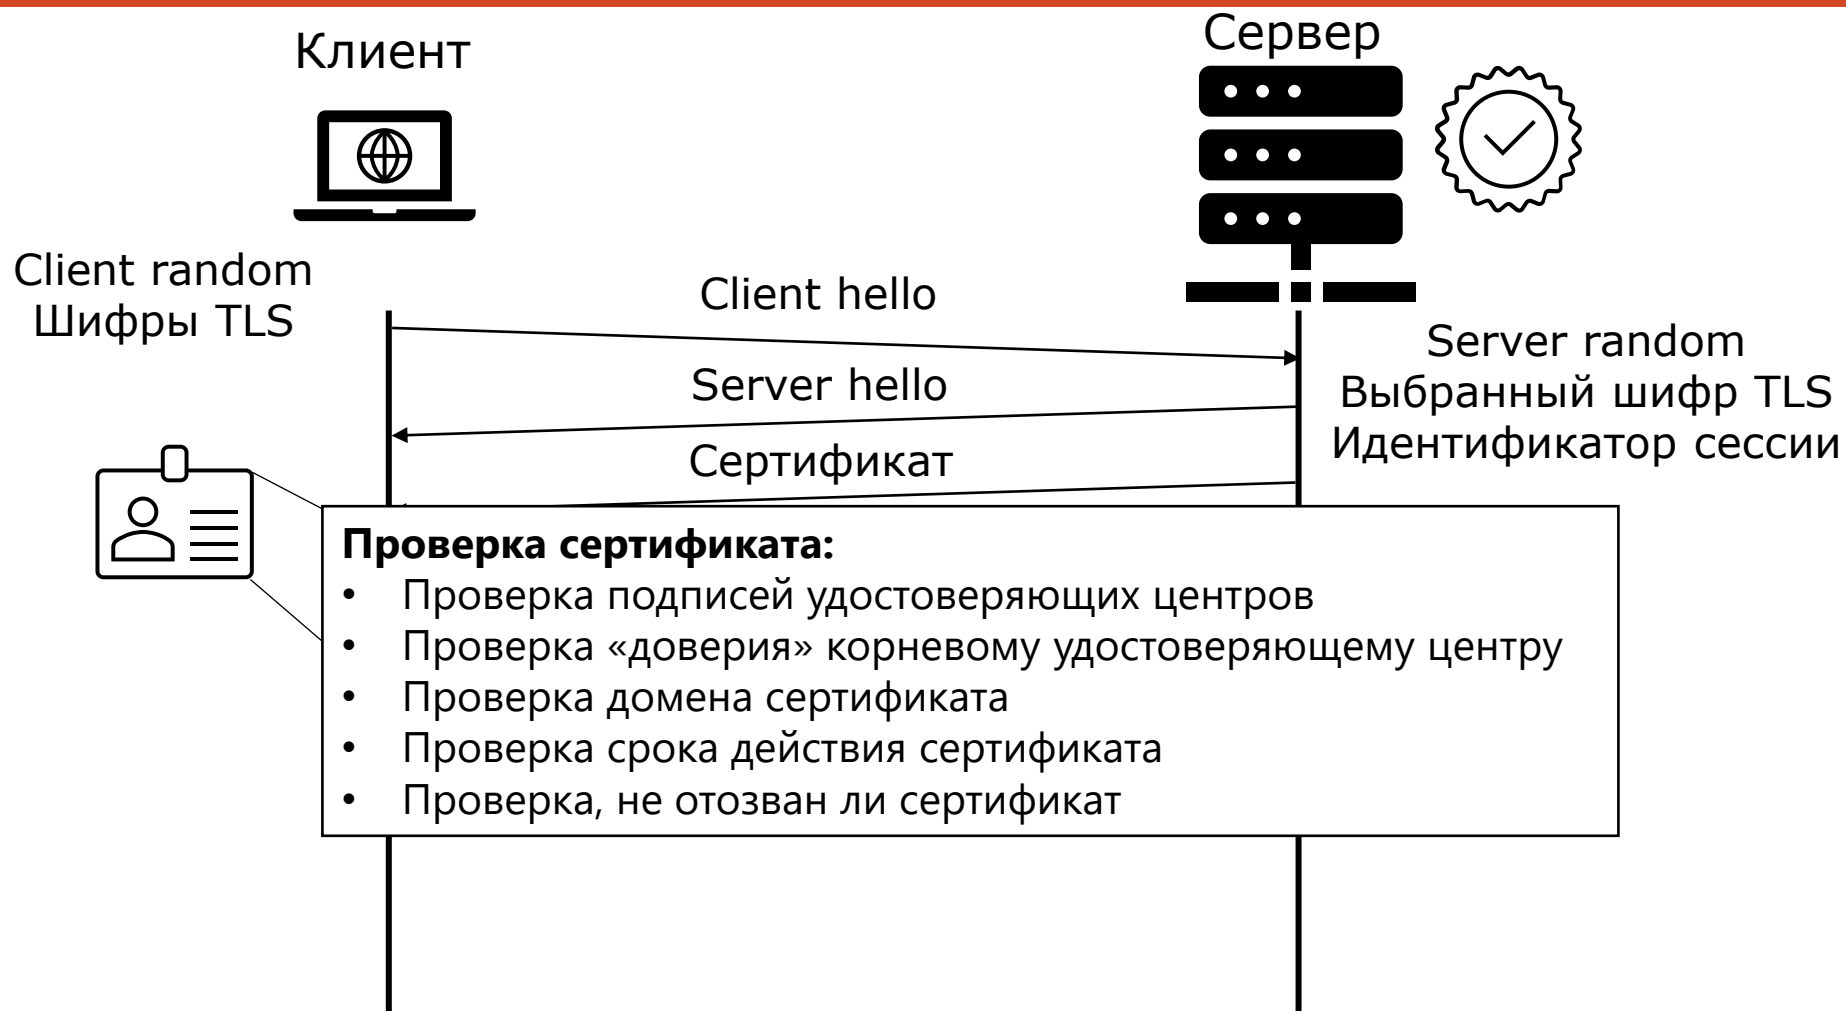 Клиент
Сервер
Client random
Шифры TLS
Client hello
Server hello
Сертификат
Server random
Выбранный шифр TLS
Идентификатор сессии
Проверка сертификата:
• Проверка подписей удостоверяющих центров
• Проверка «доверия» корневому удостоверяющему центру
• Проверка домена сертификата
• Проверка срока действия сертификата
• Проверка, не отозван ли сертификат